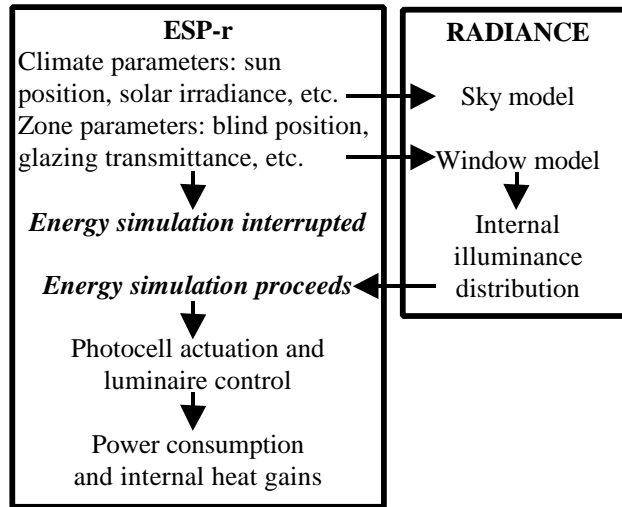 ESP-r
Climate parameters: sun
position, solar irradiance, etc.
Zone parameters: blind position,
glazing transmittance, etc.
Energy simulation interrupted
Energy simulation proceeds
Photocell actuation and
luminaire control
Power consumption
and internal heat gains
RADIANCE
Sky model
Window model
Internal
illuminance
distribution